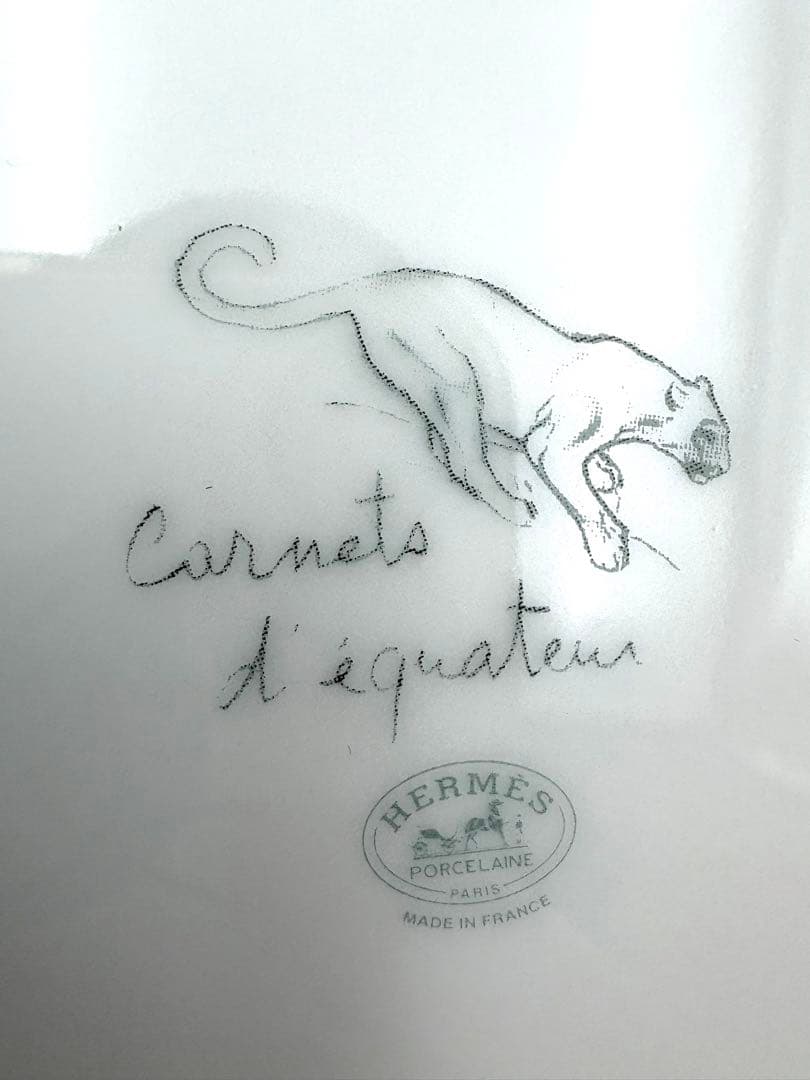 Carnets
d'équateur
HERMÈS
PORCELAINE
PARIS
MADE IN FRANCE